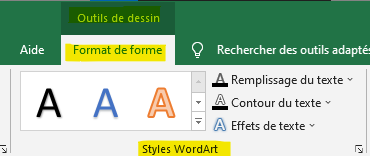 Outils de dessin
Aide Format de forme Rechercher des outils adaptés
A A A Remplissage du texte
Contour du texte
Effets de texte
Styles WordArt